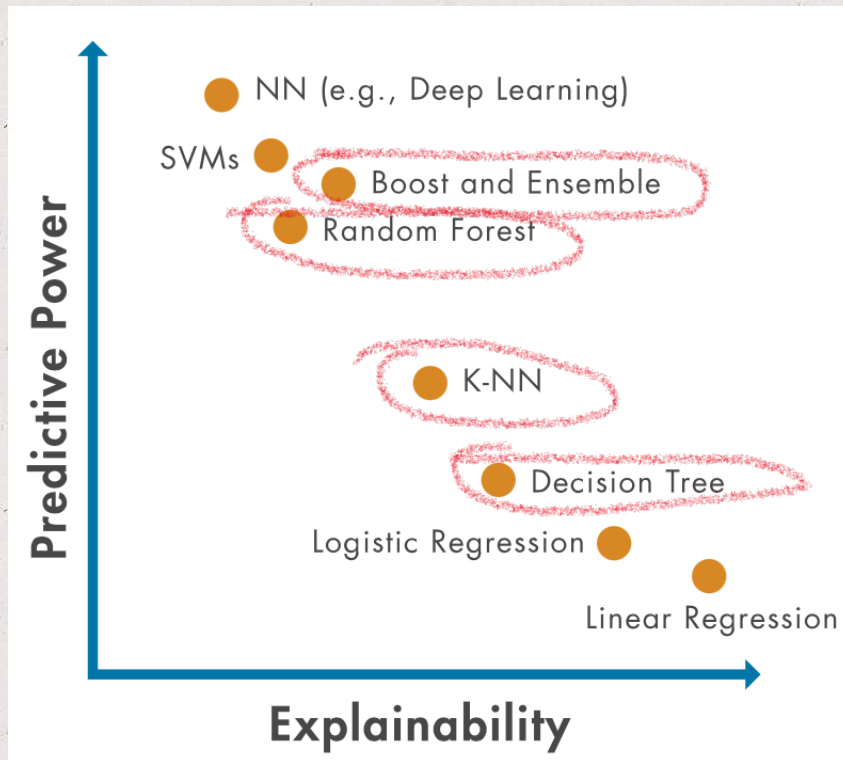 Predictive Power
NN (e.g., Deep Learning)
SVMs
Boost and Ensemble
Random Forest
K-NN
Decision Tree
Logistic Regression
Linear Regression
Explainability